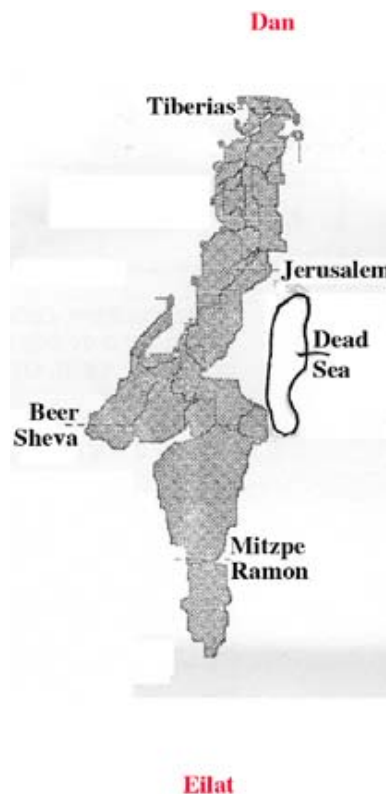 Dan
Tiberias
Jerusalem
Dead
Sea
Beer
Sheva
Mitzpe
Ramon
Eilat